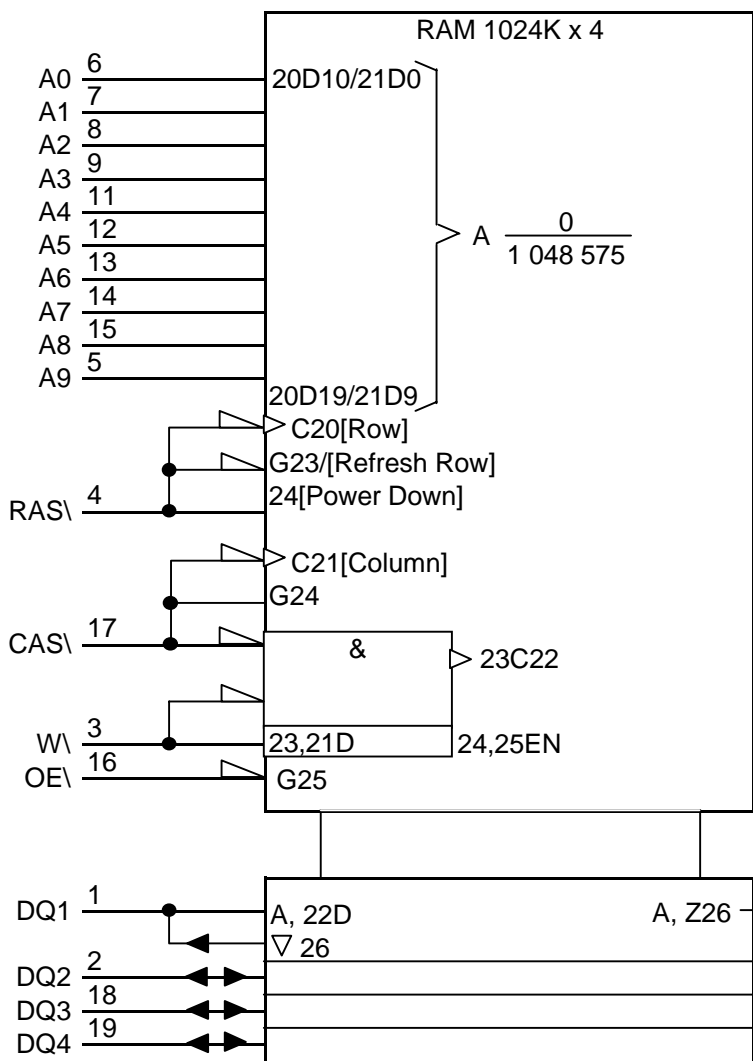 RAM 1024K x 4
A0 6 20D10/21D0
A1 7
A2 8
A3 9
A4 11
A5 12
A6 13
A7 14
A8 15
A9 5
A 0
1 048 575
20D19/21D9
C20[Row]
G23/[Refresh Row]
RAS\ 4 24[Power Down]
C21[Column]
G24
CAS\ 17 &
23C22
W\ 3 23,21D 24,25EN
OE\ 16 G25
DQ1 1 A, 22D A, Z26
▽ 26
DQ2 2
DQ3 18
DQ4 19